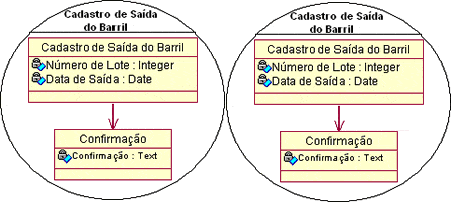 Cadastro de Saída
do Barril
Cadastro de Saída do Barril
Número de Lote : Integer
Data de Saída : Date
Confirmação
Confirmação : Text
Cadastro de Saída
do Barril
Cadastro de Saída do Barril
Número de Lote : Integer
Data de Saída : Date
Confirmação
Confirmação : Text